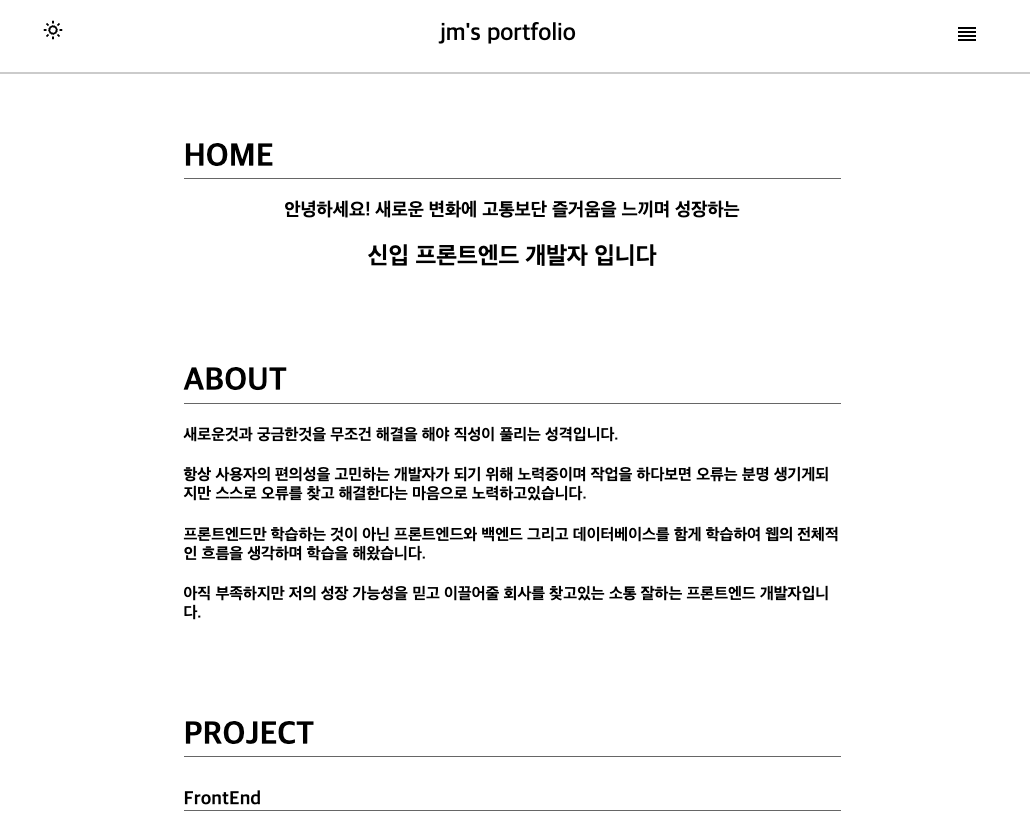 jm's portfolio
HOME
안녕하세요! 새로운 변화에 고통보단 즐거움을 느끼며 성장하는
신입 프론트엔드 개발자 입니다
ABOUT
새로운것과 궁금한것을 무조건 해결을 해야 직성이 풀리는 성격입니다.
항상 사용자의 편의성을 고민하는 개발자가 되기 위해 노력중이며 작업을 하다보면 오류는 분명 생기게되
지만 스스로 오류를 찾고 해결한다는 마음으로 노력하고있습니다.
프론트엔드만 학습하는 것이 아닌 프론트엔드와 백엔드 그리고 데이터베이스를 함게 학습하여 웹의 전체적
인 흐름을 생각하며 학습을 해왔습니다.
아직 부족하지만 저의 성장 가능성을 믿고 이끌어줄 회사를 찾고있는 소통 잘하는 프론트엔드 개발자입니
다.
PROJECT
FrontEnd